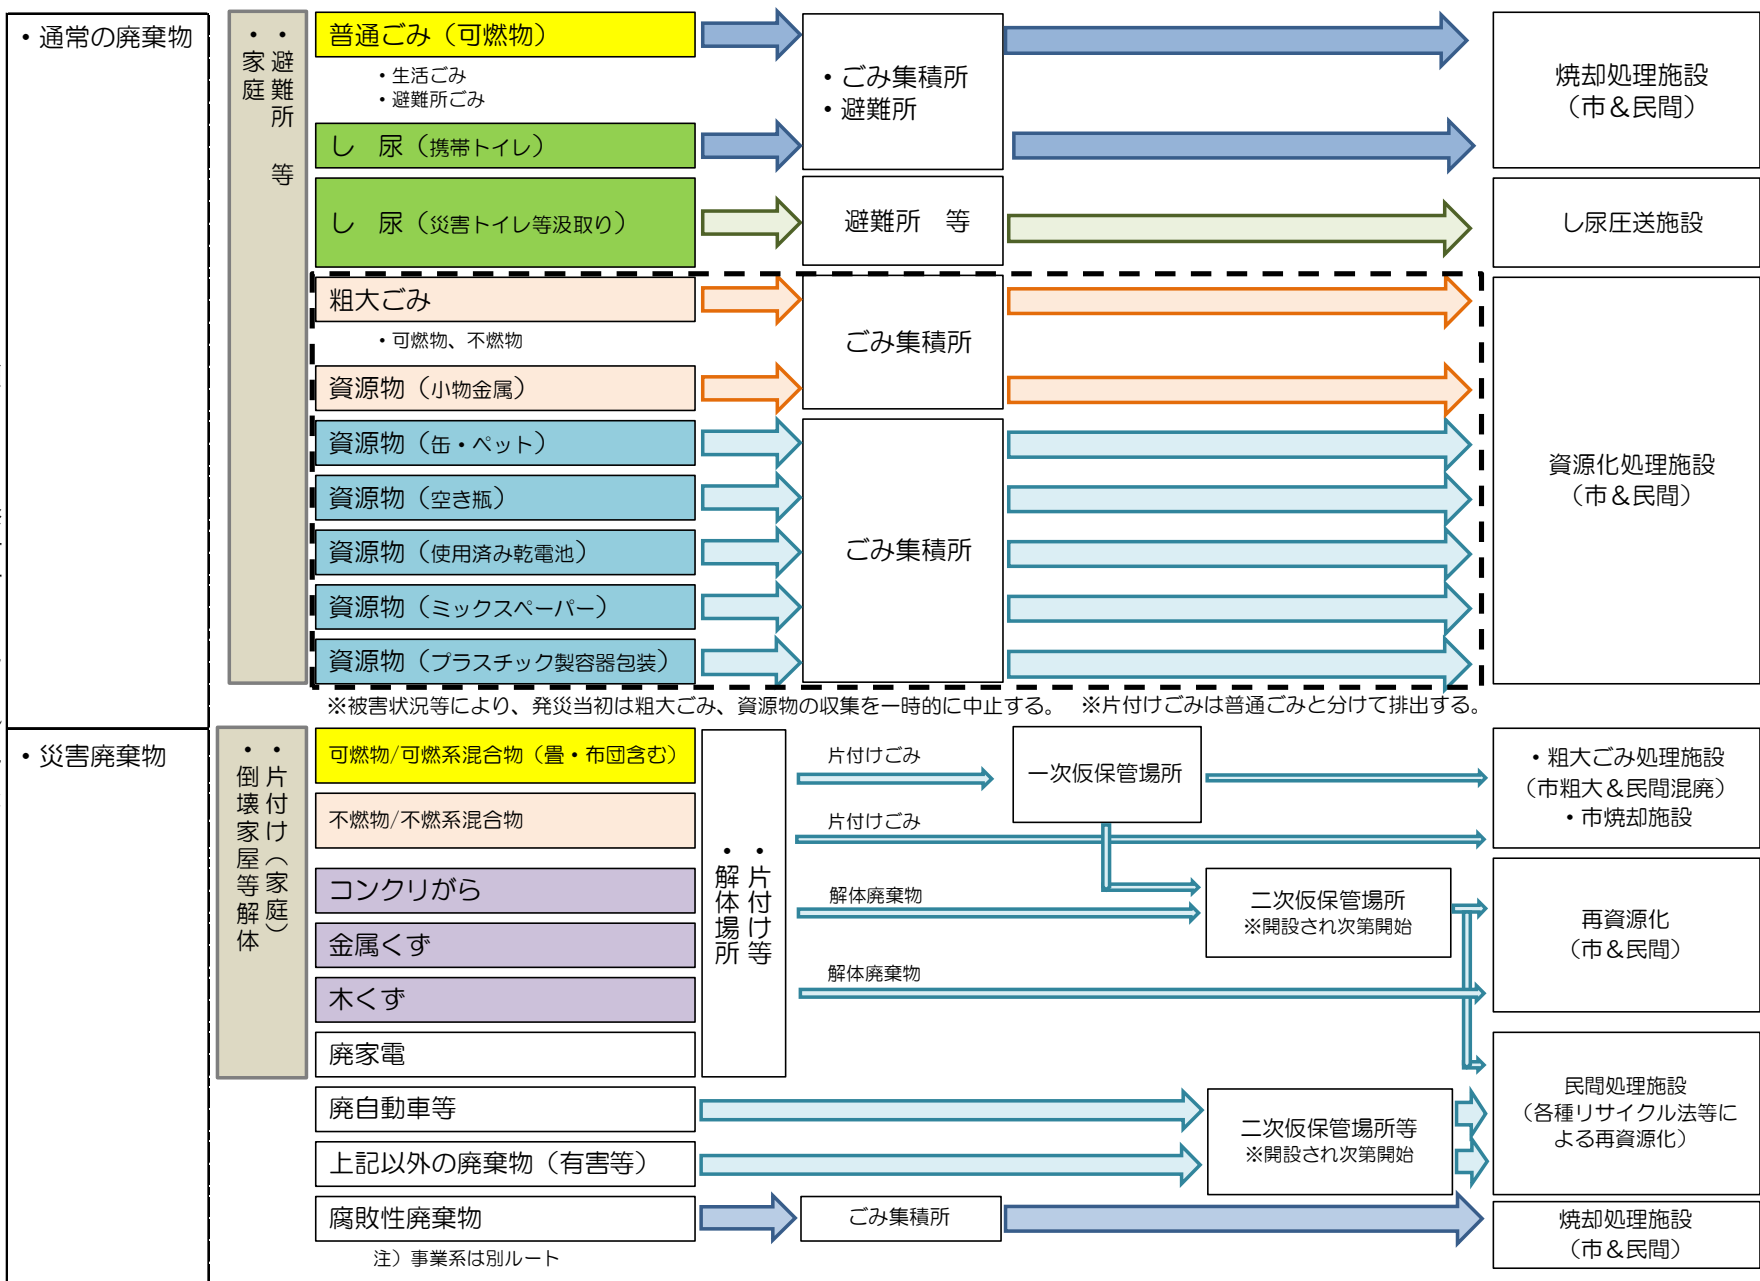 ・通常の廃棄物
・避難所　等
・家庭
普通ごみ（可燃物）
・生活ごみ
・避難所ごみ
し　尿（携帯トイレ）
・ごみ集積所
・避難所
焼却処理施設
（市＆民間）
し　尿（災害トイレ等汲取り）
避難所　等
し尿圧送施設
粗大ごみ
・可燃物、不燃物
資源物（小物金属）
ごみ集積所
資源物（缶・ペット）
資源物（空き瓶）
資源物（使用済み乾電池）
資源物（ミックスペーパー）
資源物（プラスチック製容器包装）
ごみ集積所
資源化処理施設
（市＆民間）
※被害状況等により、発災当初は粗大ごみ、資源物の収集を一時的に中止する。　※片付けごみは普通ごみと分けて排出する。
・災害廃棄物
・片付け（家庭）
・倒壊家屋等解体
可燃物/可燃系混合物（畳・布団含む）
不燃物/不燃系混合物
コンクリがら
金属くず
木くず
廃家電
・片付け等
・解体場所
片付けごみ
一次仮保管場所
片付けごみ
・粗大ごみ処理施設
（市粗大＆民間混廃）
・市焼却施設
解体廃棄物
二次仮保管場所
※開設され次第開始
解体廃棄物
再資源化
（市＆民間）
廃自動車等
上記以外の廃棄物（有害等）
二次仮保管場所等
※開設され次第開始
民間処理施設
（各種リサイクル法等に
よる再資源化）
腐敗性廃棄物
ごみ集積所
焼却処理施設
（市＆民間）
注）事業系は別ルート